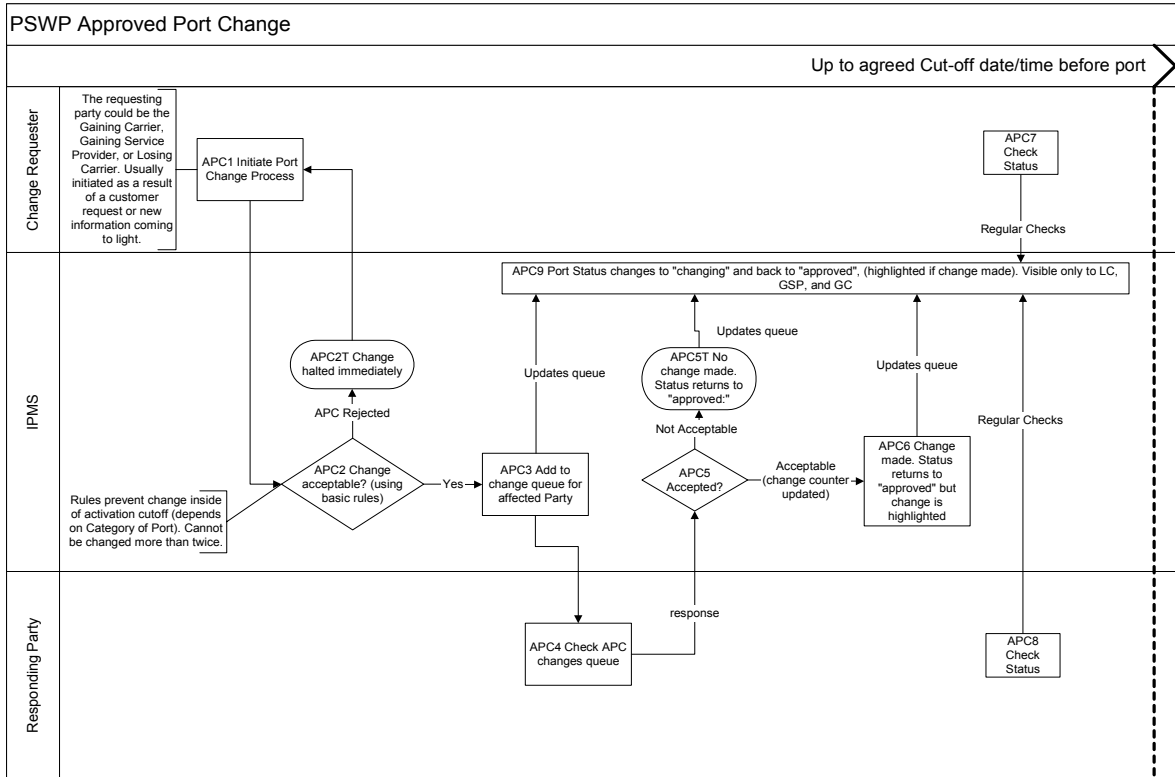 PSWP Approved Port Change
Up to agreed Cut-off date/time before port
Change Requester
The requesting
party could be the
Gaining Carrier,
Gaining Service
Provider, or Losing
Carrier. Usually
initiated as a result
of a customer
request or new
information coming
to light.
APC1 Initiate Port
Change Process
APC7
Check
Status
Regular Checks
IPMS
APC9 Port Status changes to "changing" and back to "approved", (highlighted if change made). Visible only to LC,
GSP, and GC
APC2T Change
halted immediately
APC Rejected
Updates queue
APC5T No
change made.
Status returns to
"approved:"
Updates queue
Not Acceptable
Updates queue
Regular Checks
Rules prevent change inside
of activation cutoff (depends
on Category of Port). Cannot
be changed more than twice.
APC2 Change
acceptable? (using
basic rules)
Yes
APC3 Add to
change queue for
affected Party
APC5
Accepted?
Acceptable
(change counter
updated)
APC6 Change
made. Status
returns to
"approved" but
change is
highlighted
Responding Party
response
APC4 Check APC
changes queue
APC8
Check
Status